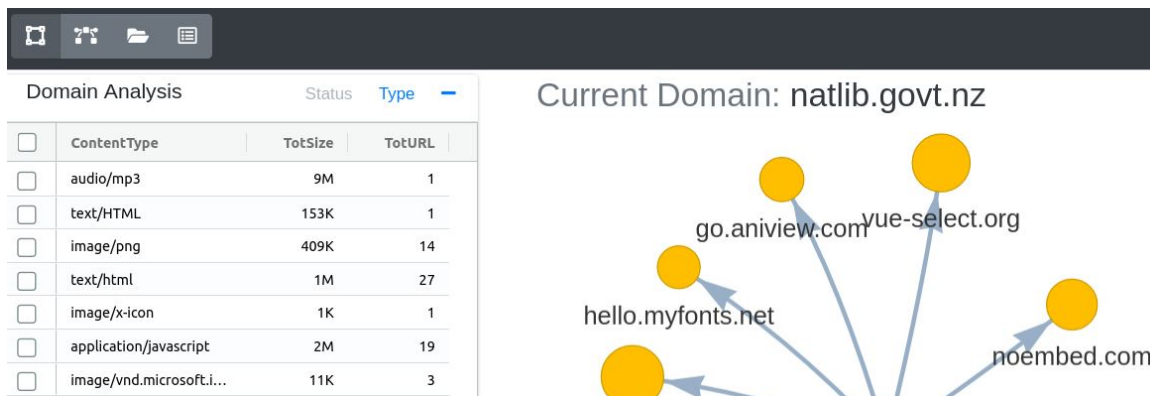 Domain Analysis Status Type
ContentType TotSize TotURL
audio/mp3 9M 1
text/HTML 153K 1
image/png 409K 14
text/html 1M 27
image/x-icon 1K 1
application/javascript 2M 19
image/vnd.microsoft.i... 11K 3
Current Domain: natlib.govt.nz
go.aniview.com
vue-select.org
hello.myfonts.net
noembed.com